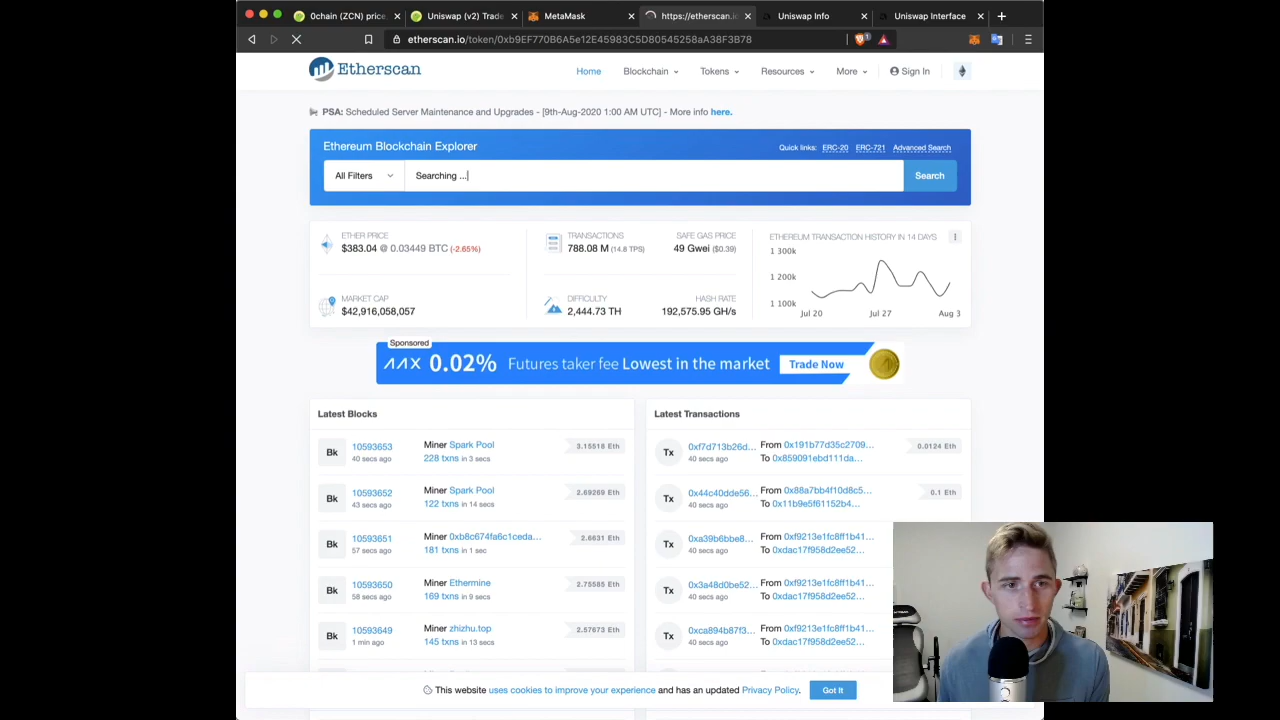 0chain (ZCN) price,
Uniswap (v2) Trade
MetaMask
https://etherscan.io
Uniswap Info
Uniswap Interface
etherscan.io/token/0xb9EF770B6A5e12E45983C5D80545258aA38F3B78
1
Etherscan
Home
Blockchain
Tokens
Resources
More
Sign In
PSA: Scheduled Server Maintenance and Upgrades - [9th-Aug-2020 1:00 AM UTC] - More info here.
Ethereum Blockchain Explorer
Quick links: ERC-20 ERC-721 Advanced Search
All Filters
Searching ...
Search
ETHER PRICE
$383.04 @ 0.03449 BTC (-2.65%)
TRANSACTIONS
788.08 M (14.8 TPS)
SAFE GAS PRICE
49 Gwei ($0.39)
ETHEREUM TRANSACTION HISTORY IN 14 DAYS
1 300k
1 200k
1 100k
Jul 20 Jul 27 Aug 3
MARKET CAP
$42,916,058,057
DIFFICULTY
2,444.73 TH
HASH RATE
192,575.95 GH/s
Sponsored
AAX 0.02% Futures taker fee Lowest in the market Trade Now
Latest Blocks
Bk 10593653 Miner Spark Pool 3.15518 Eth
40 secs ago 228 txns in 3 secs
Bk 10593652 Miner Spark Pool 2.69269 Eth
43 secs ago 122 txns in 14 secs
Bk 10593651 Miner 0xb8c674fa6c1ceda... 2.6631 Eth
57 secs ago 181 txns in 1 sec
Bk 10593650 Miner Ethermine 2.75585 Eth
58 secs ago 169 txns in 9 secs
Bk 10593649 Miner zhizhu.top 2.57673 Eth
1 min ago 145 txns in 13 secs
Latest Transactions
Tx 0xf7d713b26d... From 0x191b77d35c2709... 0.0124 Eth
40 secs ago To 0x859091ebd111da...
Tx 0x44c40dde56... From 0x88a7bb4f10d8c5... 0.1 Eth
40 secs ago To 0x11b9e5f61152b4...
Tx 0xa39b6bbe8... From 0xf9213e1fc8ff1b41...
40 secs ago To 0xdac17f958d2ee52...
Tx 0x3a48d0be52... From 0xf9213e1fc8ff1b41...
40 secs ago To 0xdac17f958d2ee52...
Tx 0xca894b87f3... From 0xf9213e1fc8ff1b41...
40 secs ago To 0xdac17f958d2ee52...
This website uses cookies to improve your experience and has an updated Privacy Policy.
Got It